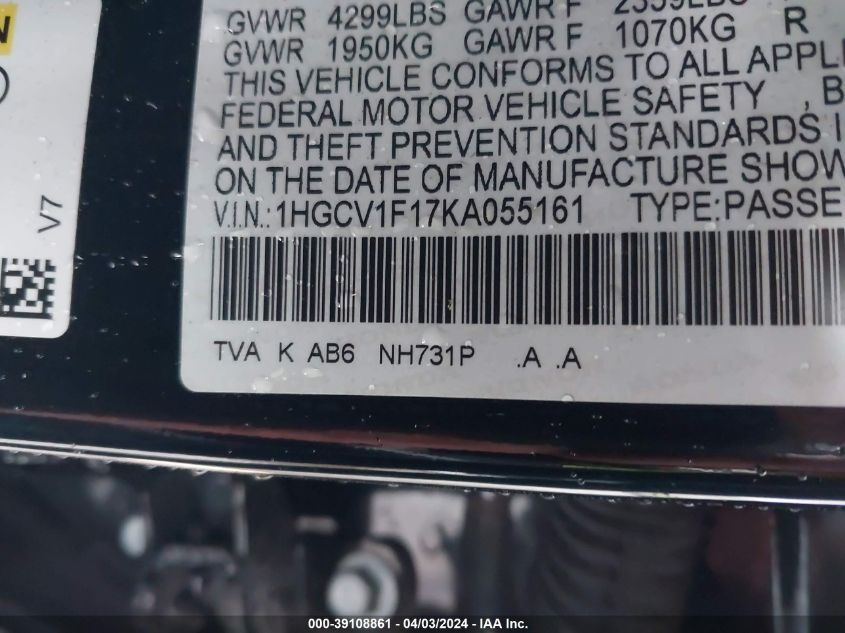 N
V7
GVWR 4299LBS GAWR F 2359LBS
GVWR 1950KG GAWR F 1070KG R
THIS VEHICLE CONFORMS TO ALL APPLI
FEDERAL MOTOR VEHICLE SAFETY , B
AND THEFT PREVENTION STANDARDS I
ON THE DATE OF MANUFACTURE SHOW
V.I.N.:1HGCV1F17KA055161 TYPE:PASSE
TVA K AB6 NH731P .A .A
000-39108861 - 04/03/2024 - IAA Inc.